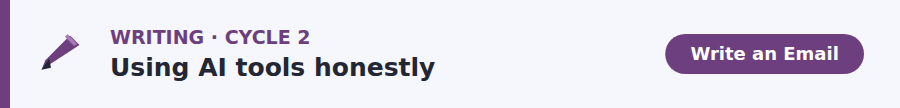 WRITING · CYCLE 2
Using AI tools honestly
Write an Email